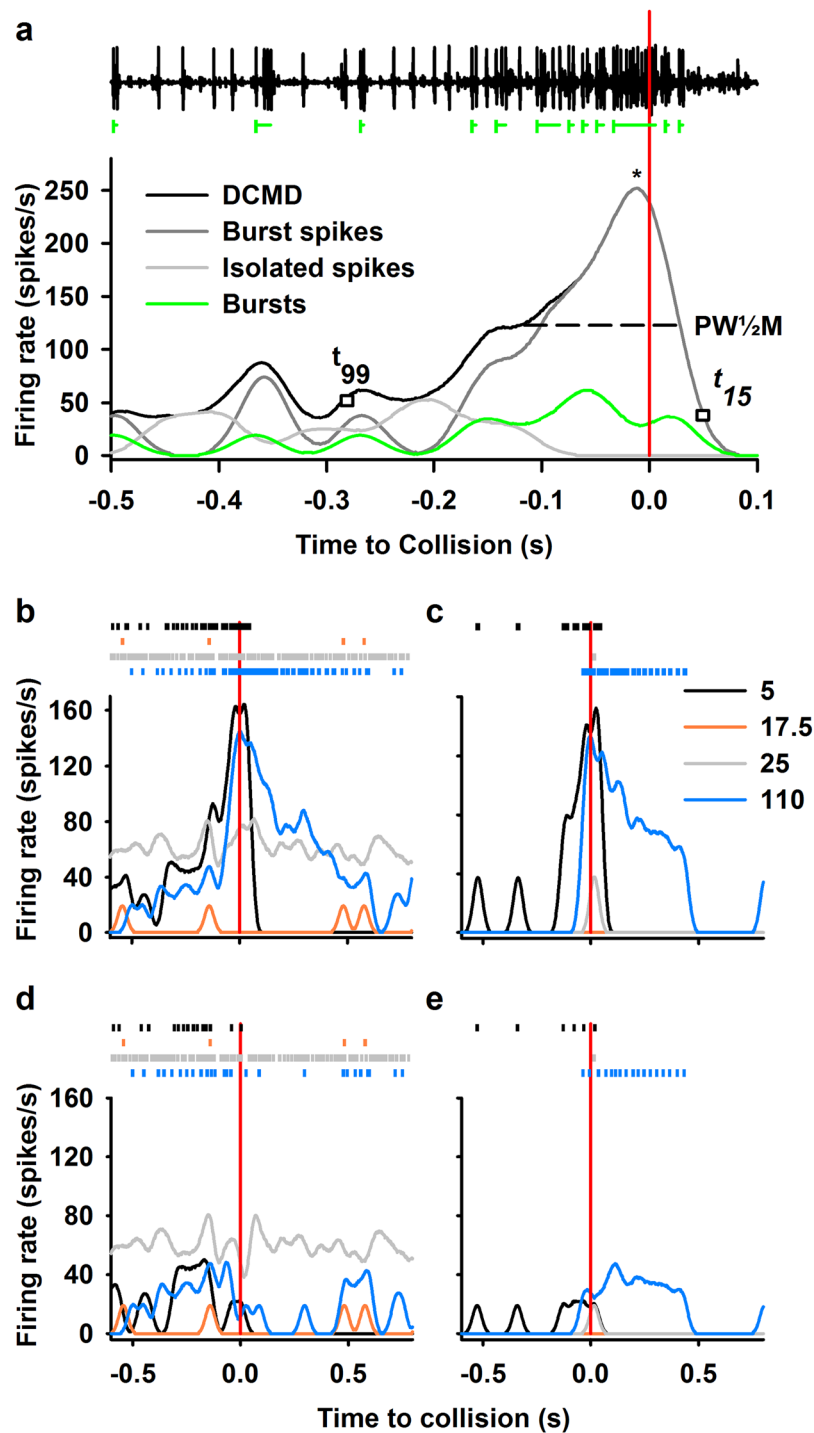 a
250
200
150
100
50
0
Firing rate (spikes/s)
DCMD
Burst spikes
Isolated spikes
Bursts
*
PW½M
t99
t15
-0.5 -0.4 -0.3 -0.2 -0.1 0.0 0.1
Time to Collision (s)
b
160
120
80
40
0
Firing rate (spikes/s)
c
5
17.5
25
110
d
160
120
80
40
0
Firing rate (spikes/s)
-0.5 0.0 0.5
e
-0.5 0.0 0.5
Time to collision (s)